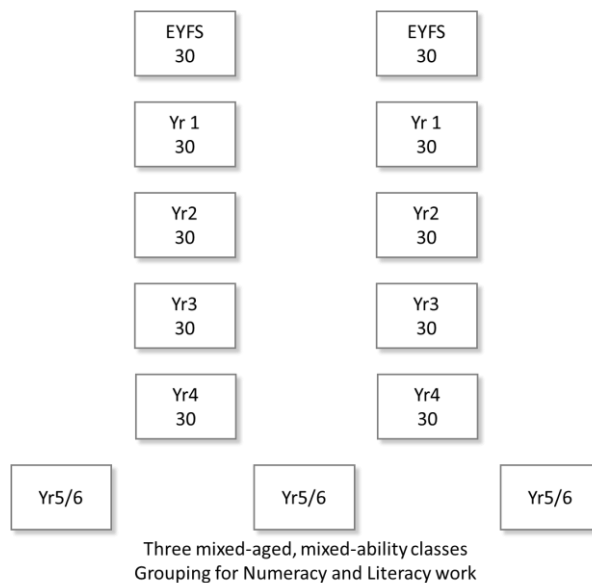 EYFS
30
EYFS
30
Yr 1
30
Yr 1
30
Yr2
30
Yr2
30
Yr3
30
Yr3
30
Yr4
30
Yr4
30
Yr5/6
Yr5/6
Yr5/6
Three mixed-aged, mixed-ability classes
Grouping for Numeracy and Literacy work